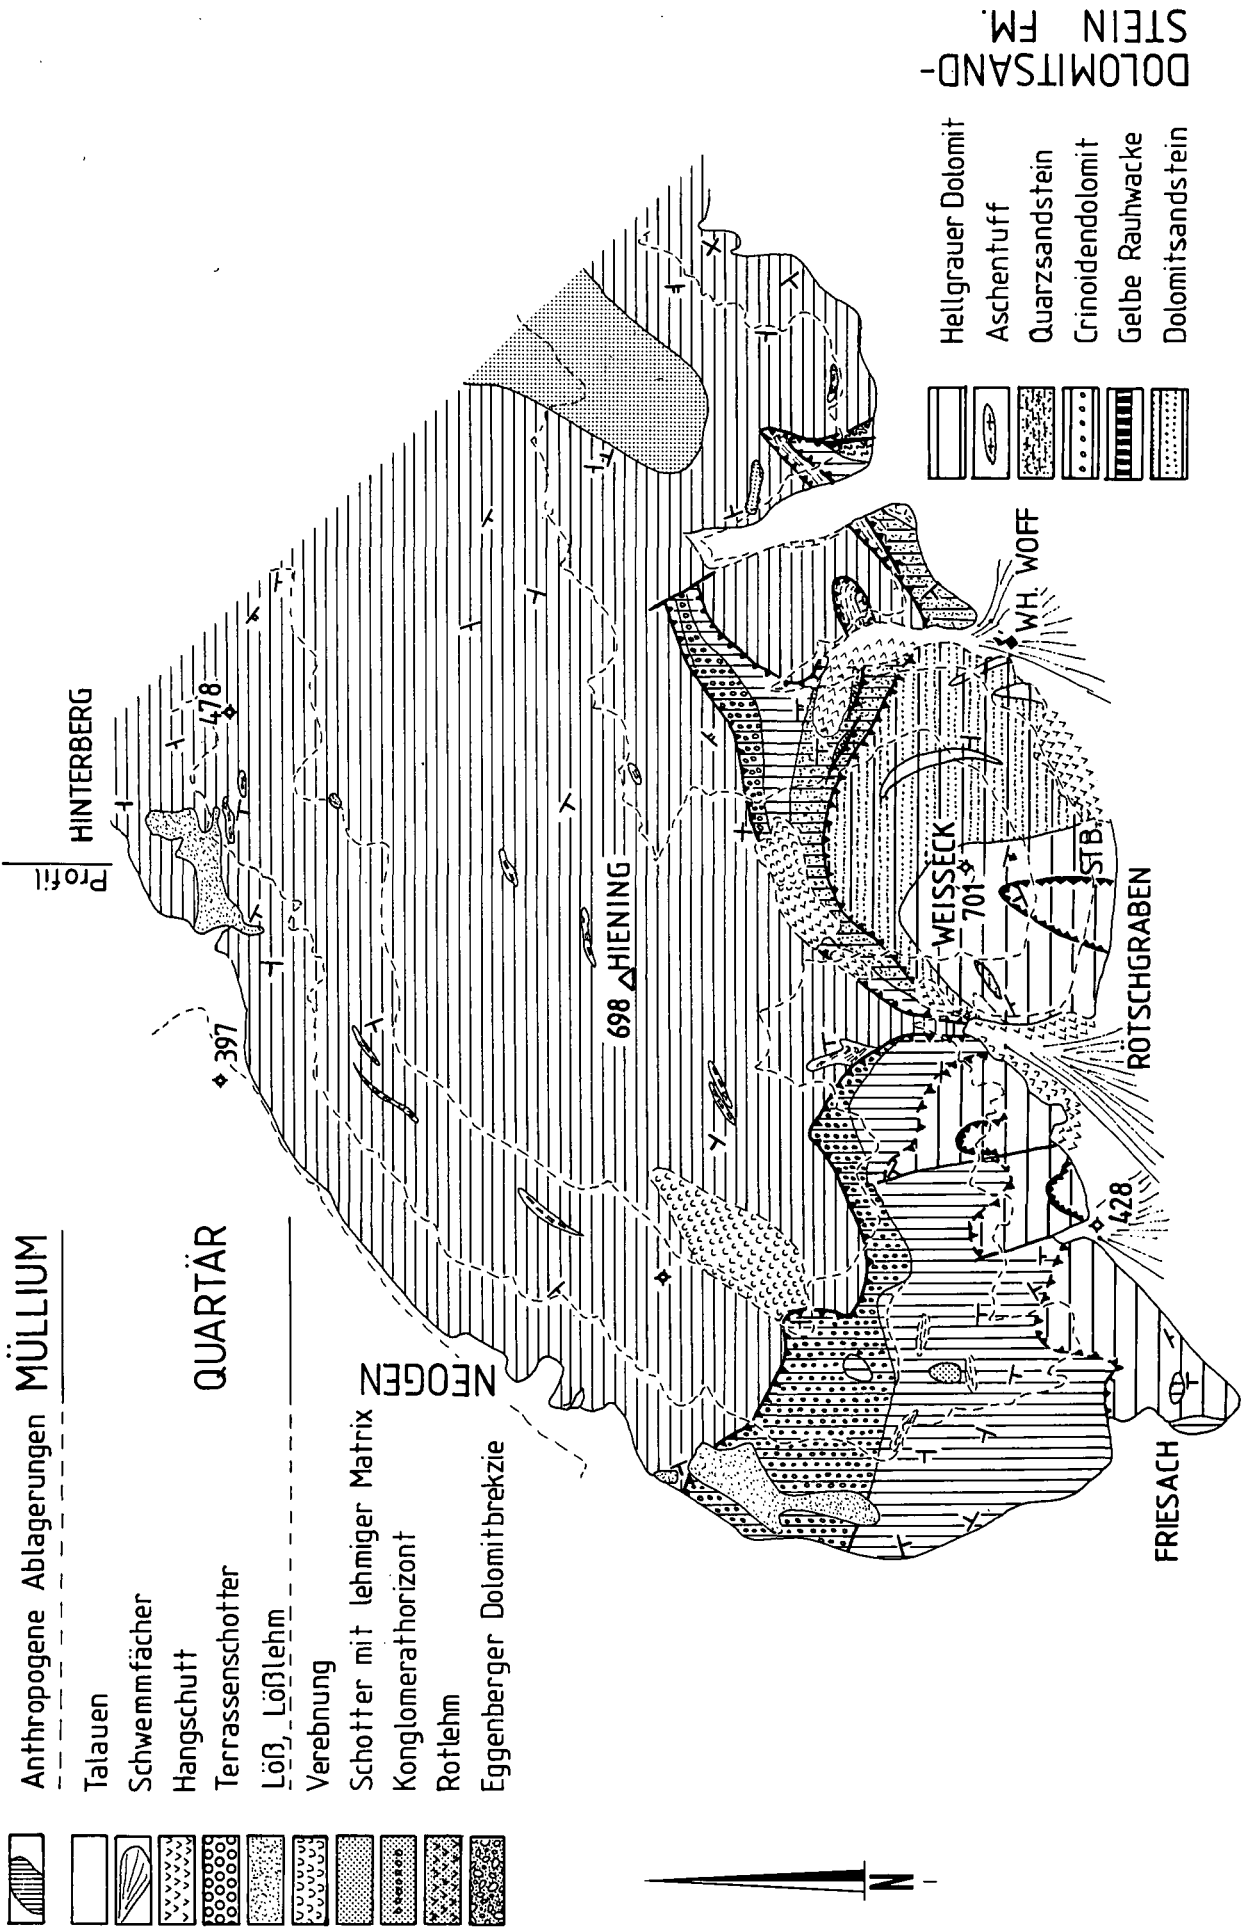 Anthropogene Ablagerungen
MÜLLIUM
Talauen
Schwemmfächer
Hangschutt
Terrassenschotter
Löß, Lößlehm
QUARTÄR
Verebnung
Schotter mit lehmiger Matrix
Konglomerathorizont
Rotlehm
Eggenberger Dolomitbrekzie
NEOGEN
Profil
HINTERBERG
478
397
698
HIENING
WEISSECK
701
STB.
RÖTSCHGRABEN
WH. WOFF
428
FRIESACH
N
Hellgrauer Dolomit
Aschentuff
Quarzsandstein
Crinoidendolomit
Gelbe Rauhwacke
Dolomitsandstein
DOLOMITSAND-
STEIN FM.